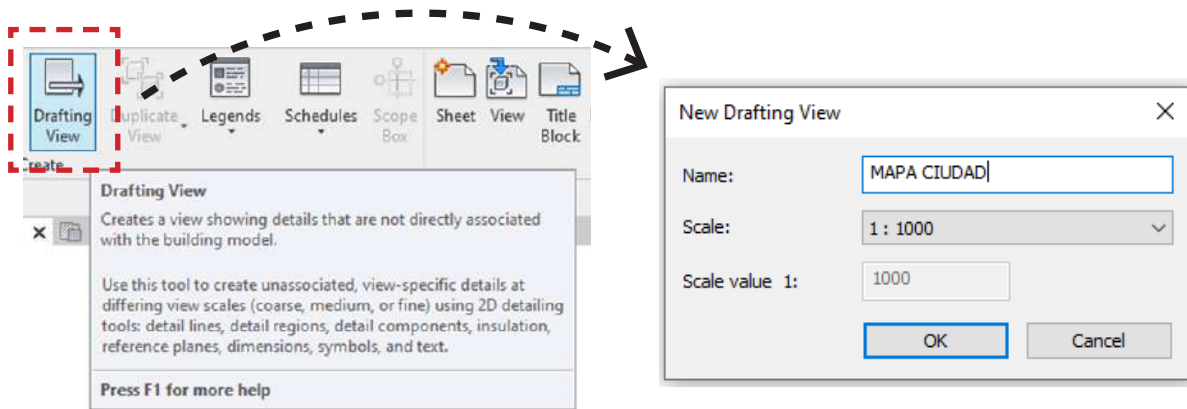 Drafting
View
Duplicate
View
Legends
Schedules
Scope
Box
Sheet
View
Title
Block
Create
Drafting View
Creates a view showing details that are not directly associated
with the building model.
Use this tool to create unassociated, view-specific details at
differing view scales (coarse, medium, or fine) using 2D detailing
tools: detail lines, detail regions, detail components, insulation,
reference planes, dimensions, symbols, and text.
Press F1 for more help
New Drafting View
Name:
MAPA CIUDAD
Scale:
1 : 1000
Scale value 1:
1000
OK
Cancel